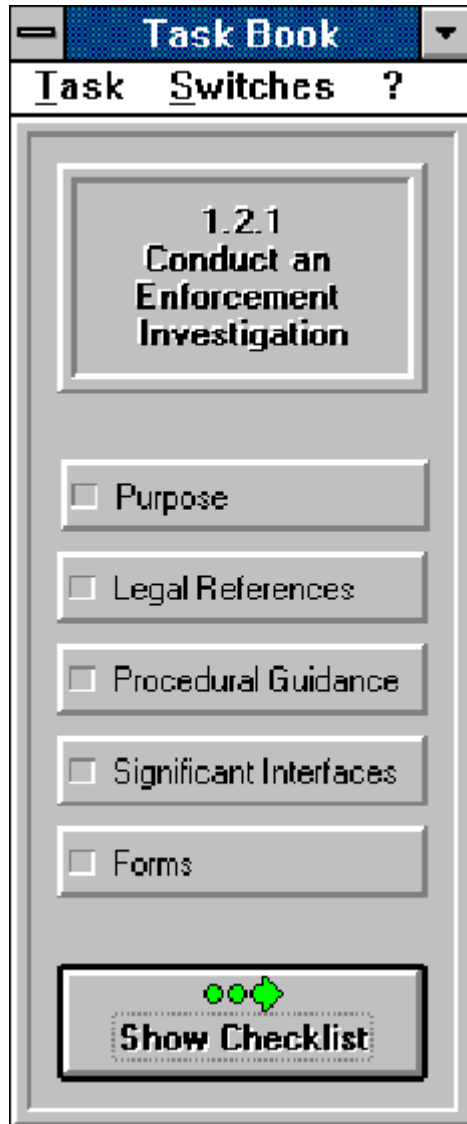 Task Book
Task Switches ?
1.2.1
Conduct an
Enforcement
Investigation
Purpose
Legal References
Procedural Guidance
Significant Interfaces
Forms
Show Checklist